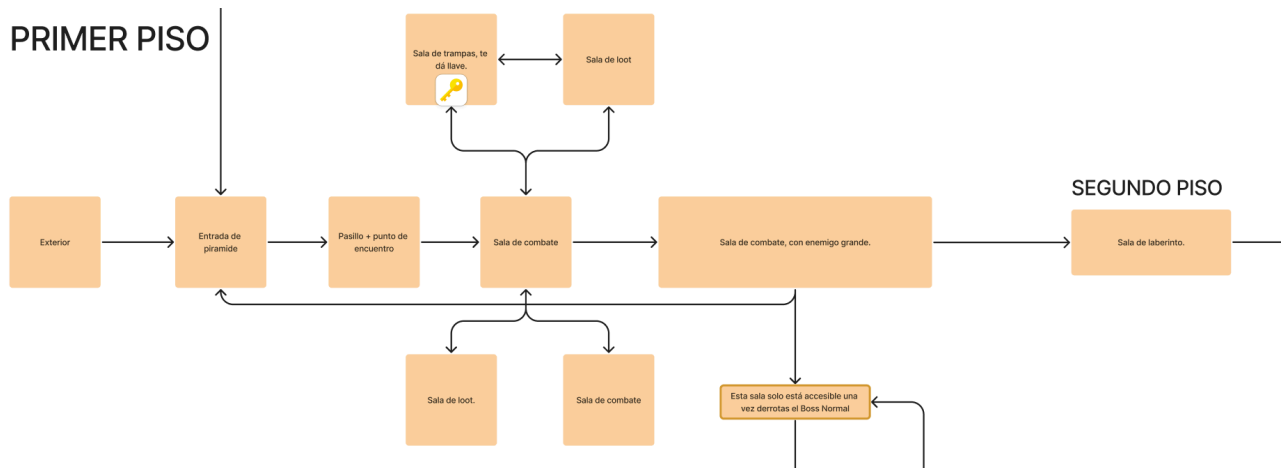 PRIMER PISO
Sala de trampas, te
dá llave.
Sala de loot
SEGUNDO PISO
Exterior
Entrada de
piramide
Pasillo + punto de
encuentro
Sala de combate
Sala de combate, con enemigo grande.
Sala de laberinto.
Sala de loot.
Sala de combate
Esta sala solo está accesible una
vez derrotas el Boss Normal